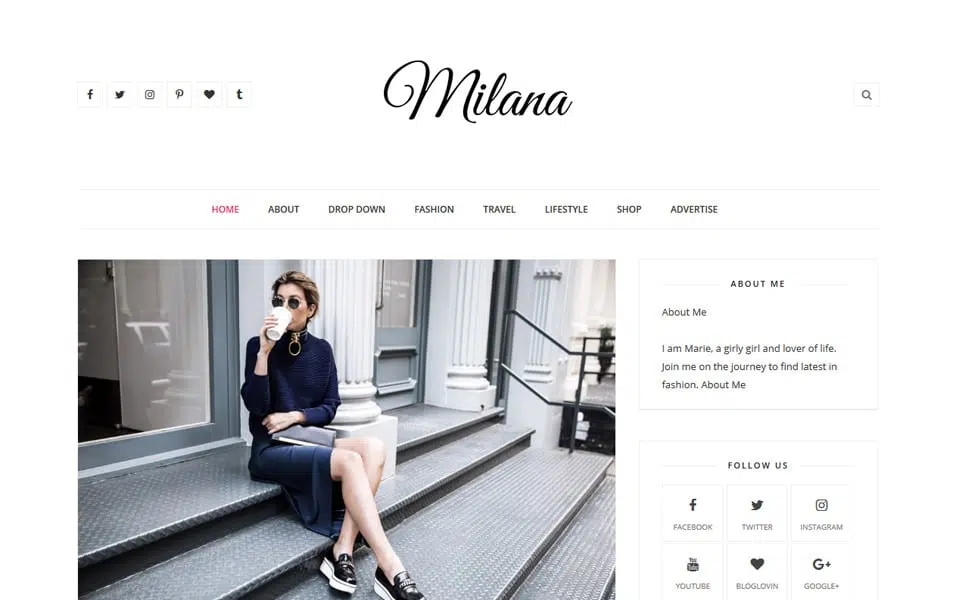 Milana
HOME ABOUT DROP DOWN FASHION TRAVEL LIFESTYLE SHOP ADVERTISE
ABOUT ME
About Me
I am Marie, a girly girl and lover of life.
Join me on the journey to find latest in
fashion. About Me
FOLLOW US
FACEBOOK TWITTER INSTAGRAM
YOUTUBE BLOGLOVIN GOOGLE+